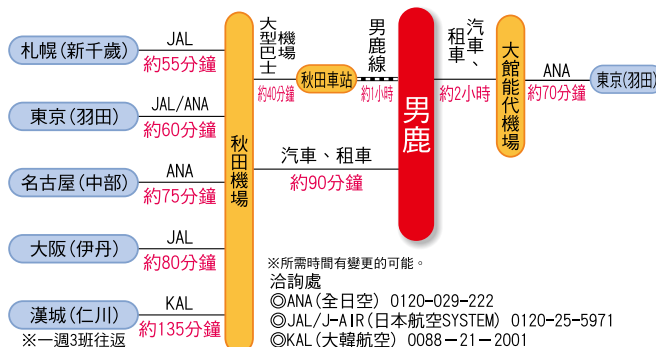 札幌(新千歳)
JAL
約55分鐘
東京(羽田)
JAL/ANA
約60分鐘
名古屋(中部)
ANA
約75分鐘
大阪(伊丹)
JAL
約80分鐘
漢城(仁川)
KAL
約135分鐘
※一週3班往返
秋田機場
機場
大型巴士
約40分鐘
秋田車站
男鹿線
約1小時
汽車、租車
約90分鐘
男鹿
汽車、
租車
約2小時
大館能代機場
ANA
約70分鐘
東京(羽田)
※所需時間有變更的可能。
洽詢處
◎ANA(全日空) 0120-029-222
◎JAL/J-AIR(日本航空SYSTEM) 0120-25-5971
◎KAL(大韓航空) 0088-21-2001